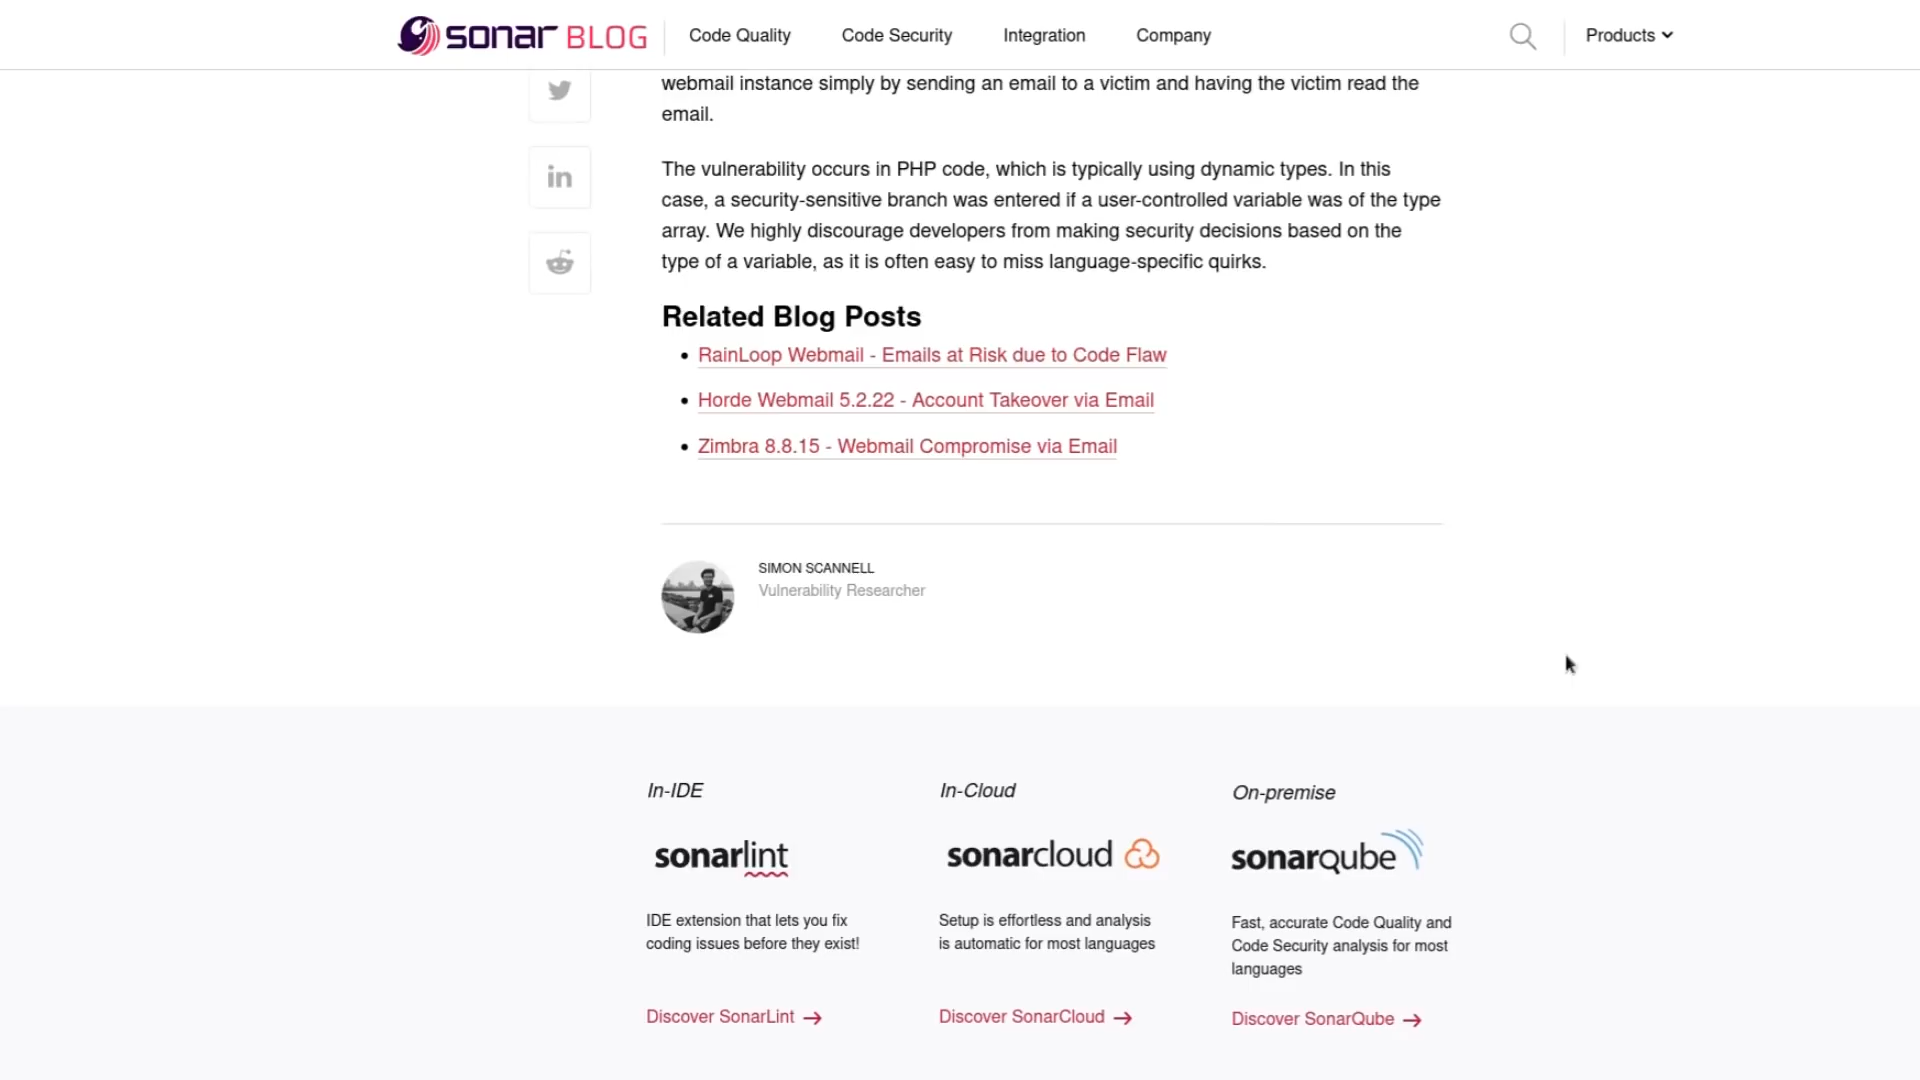 sonar BLOG
Code Quality
Code Security
Integration
Company
Products
webmail instance simply by sending an email to a victim and having the victim read the
email.
The vulnerability occurs in PHP code, which is typically using dynamic types. In this
case, a security-sensitive branch was entered if a user-controlled variable was of the type
array. We highly discourage developers from making security decisions based on the
type of a variable, as it is often easy to miss language-specific quirks.
Related Blog Posts
RainLoop Webmail - Emails at Risk due to Code Flaw
Horde Webmail 5.2.22 - Account Takeover via Email
Zimbra 8.8.15 - Webmail Compromise via Email
SIMON SCANNELL
Vulnerability Researcher
In-IDE
sonarlint
IDE extension that lets you fix
coding issues before they exist!
Discover SonarLint
In-Cloud
sonarcloud
Setup is effortless and analysis
is automatic for most languages
Discover SonarCloud
On-premise
sonarqube
Fast, accurate Code Quality and
Code Security analysis for most
languages
Discover SonarQube